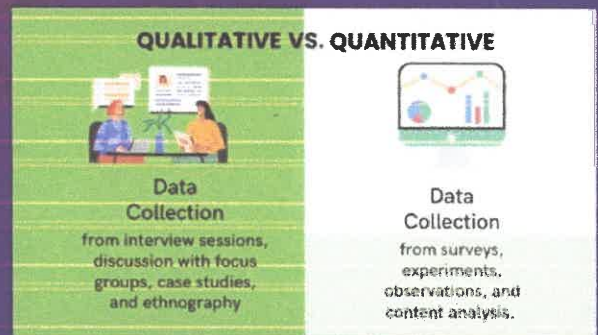 QUALITATIVE VS. QUANTITATIVE
Data
Collection
from interview sessions,
discussion with focus
groups, case studies,
and ethnography
Data
Collection
from surveys,
experiments,
observations, and
content analysis.